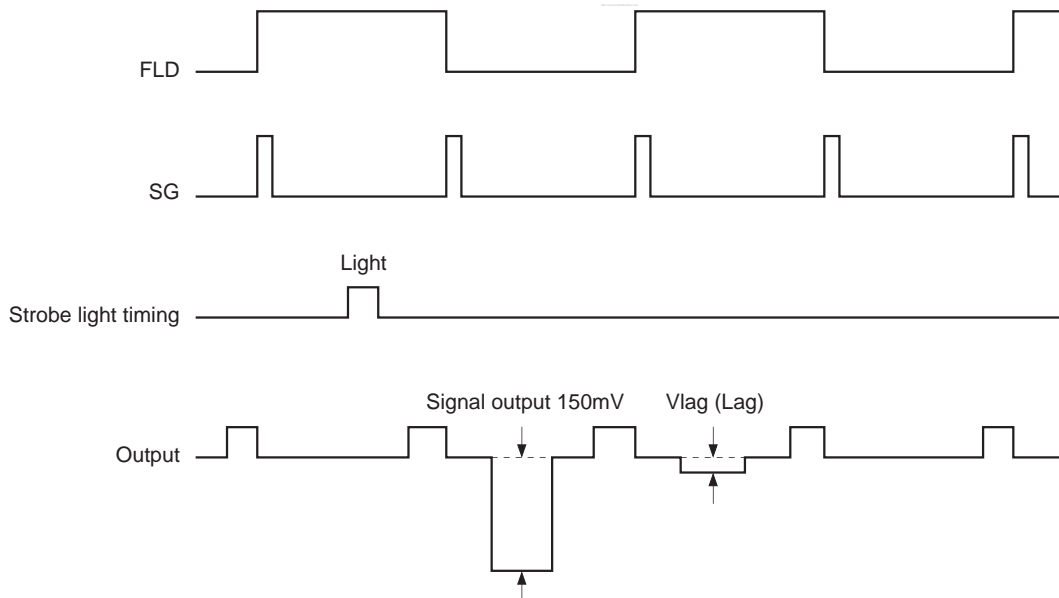 FLD
SG
Light
Strobe light timing
Signal output 150mV
Vlag (Lag)
Output